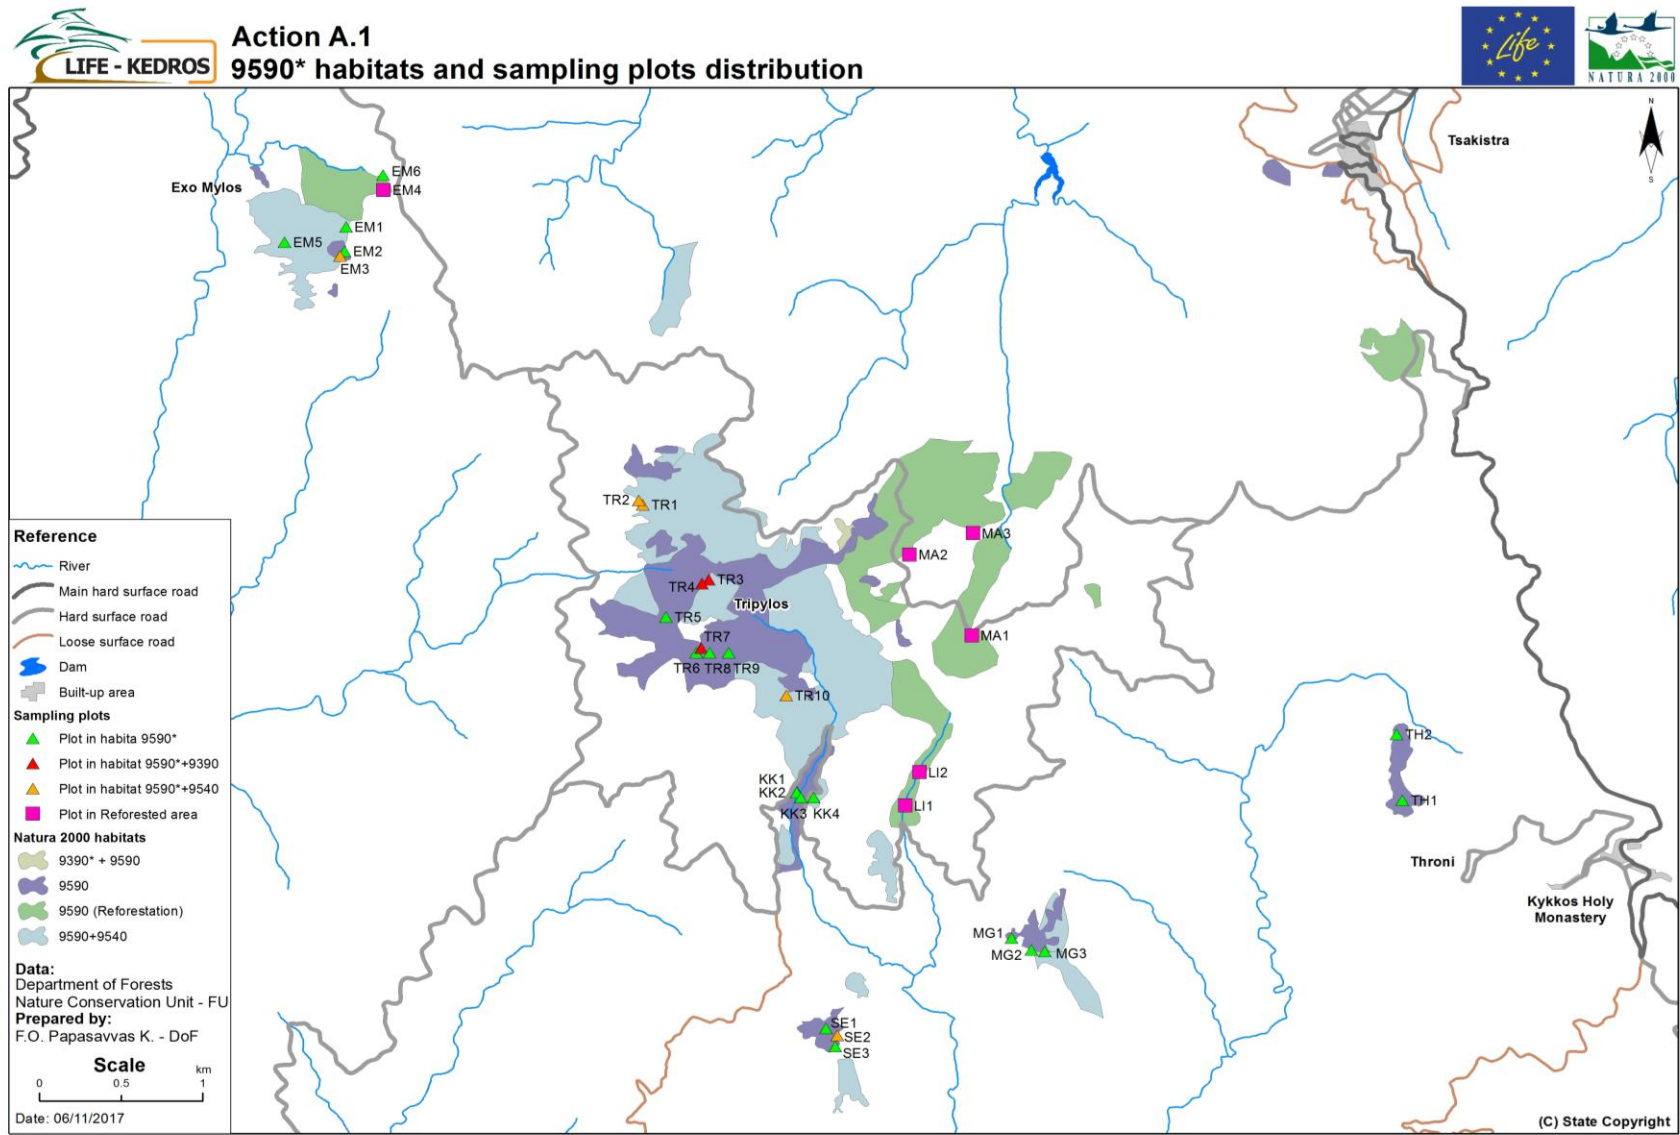 LIFE - KEDROS
Action A.1
9590* habitats and sampling plots distribution
Life
NATURA 2000
N
S
Tsakistra
Exo Mylos
EM6
EM4
EM1
EM5
EM2
EM3
TR2
TR1
MA3
MA2
TR3
TR4
Tripylos
TR5
TR7
MA1
TR6
TR8
TR9
TR10
TH2
LI2
KK1
KK2
LI1
KK3
KK4
TH1
Throni
Kykkos Holy
Monastery
MG1
MG2
MG3
SE1
SE2
SE3
Reference
River
Main hard surface road
Hard surface road
Loose surface road
Dam
Built-up area
Sampling plots
Plot in habita 9590*
Plot in habitat 9590*+9390
Plot in habitat 9590*+9540
Plot in Reforested area
Natura 2000 habitats
9390* + 9590
9590
9590 (Reforestation)
9590+9540
Data:
Department of Forests
Nature Conservation Unit - FU
Prepared by:
F.O. Papasavvas K. - DoF
Scale
km
0 0.5 1
Date: 06/11/2017
(C) State Copyright